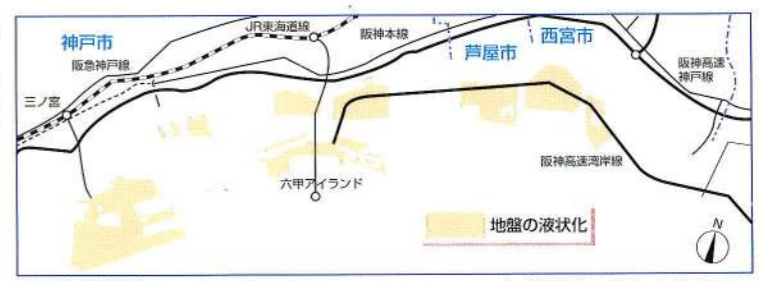 JR東海道線
阪神本線
神戸市
芦屋市
西宮市
阪急神戸線
阪神高速
神戸線
三ノ宮
阪神高速湾岸線
六甲アイランド
地盤の液状化
N